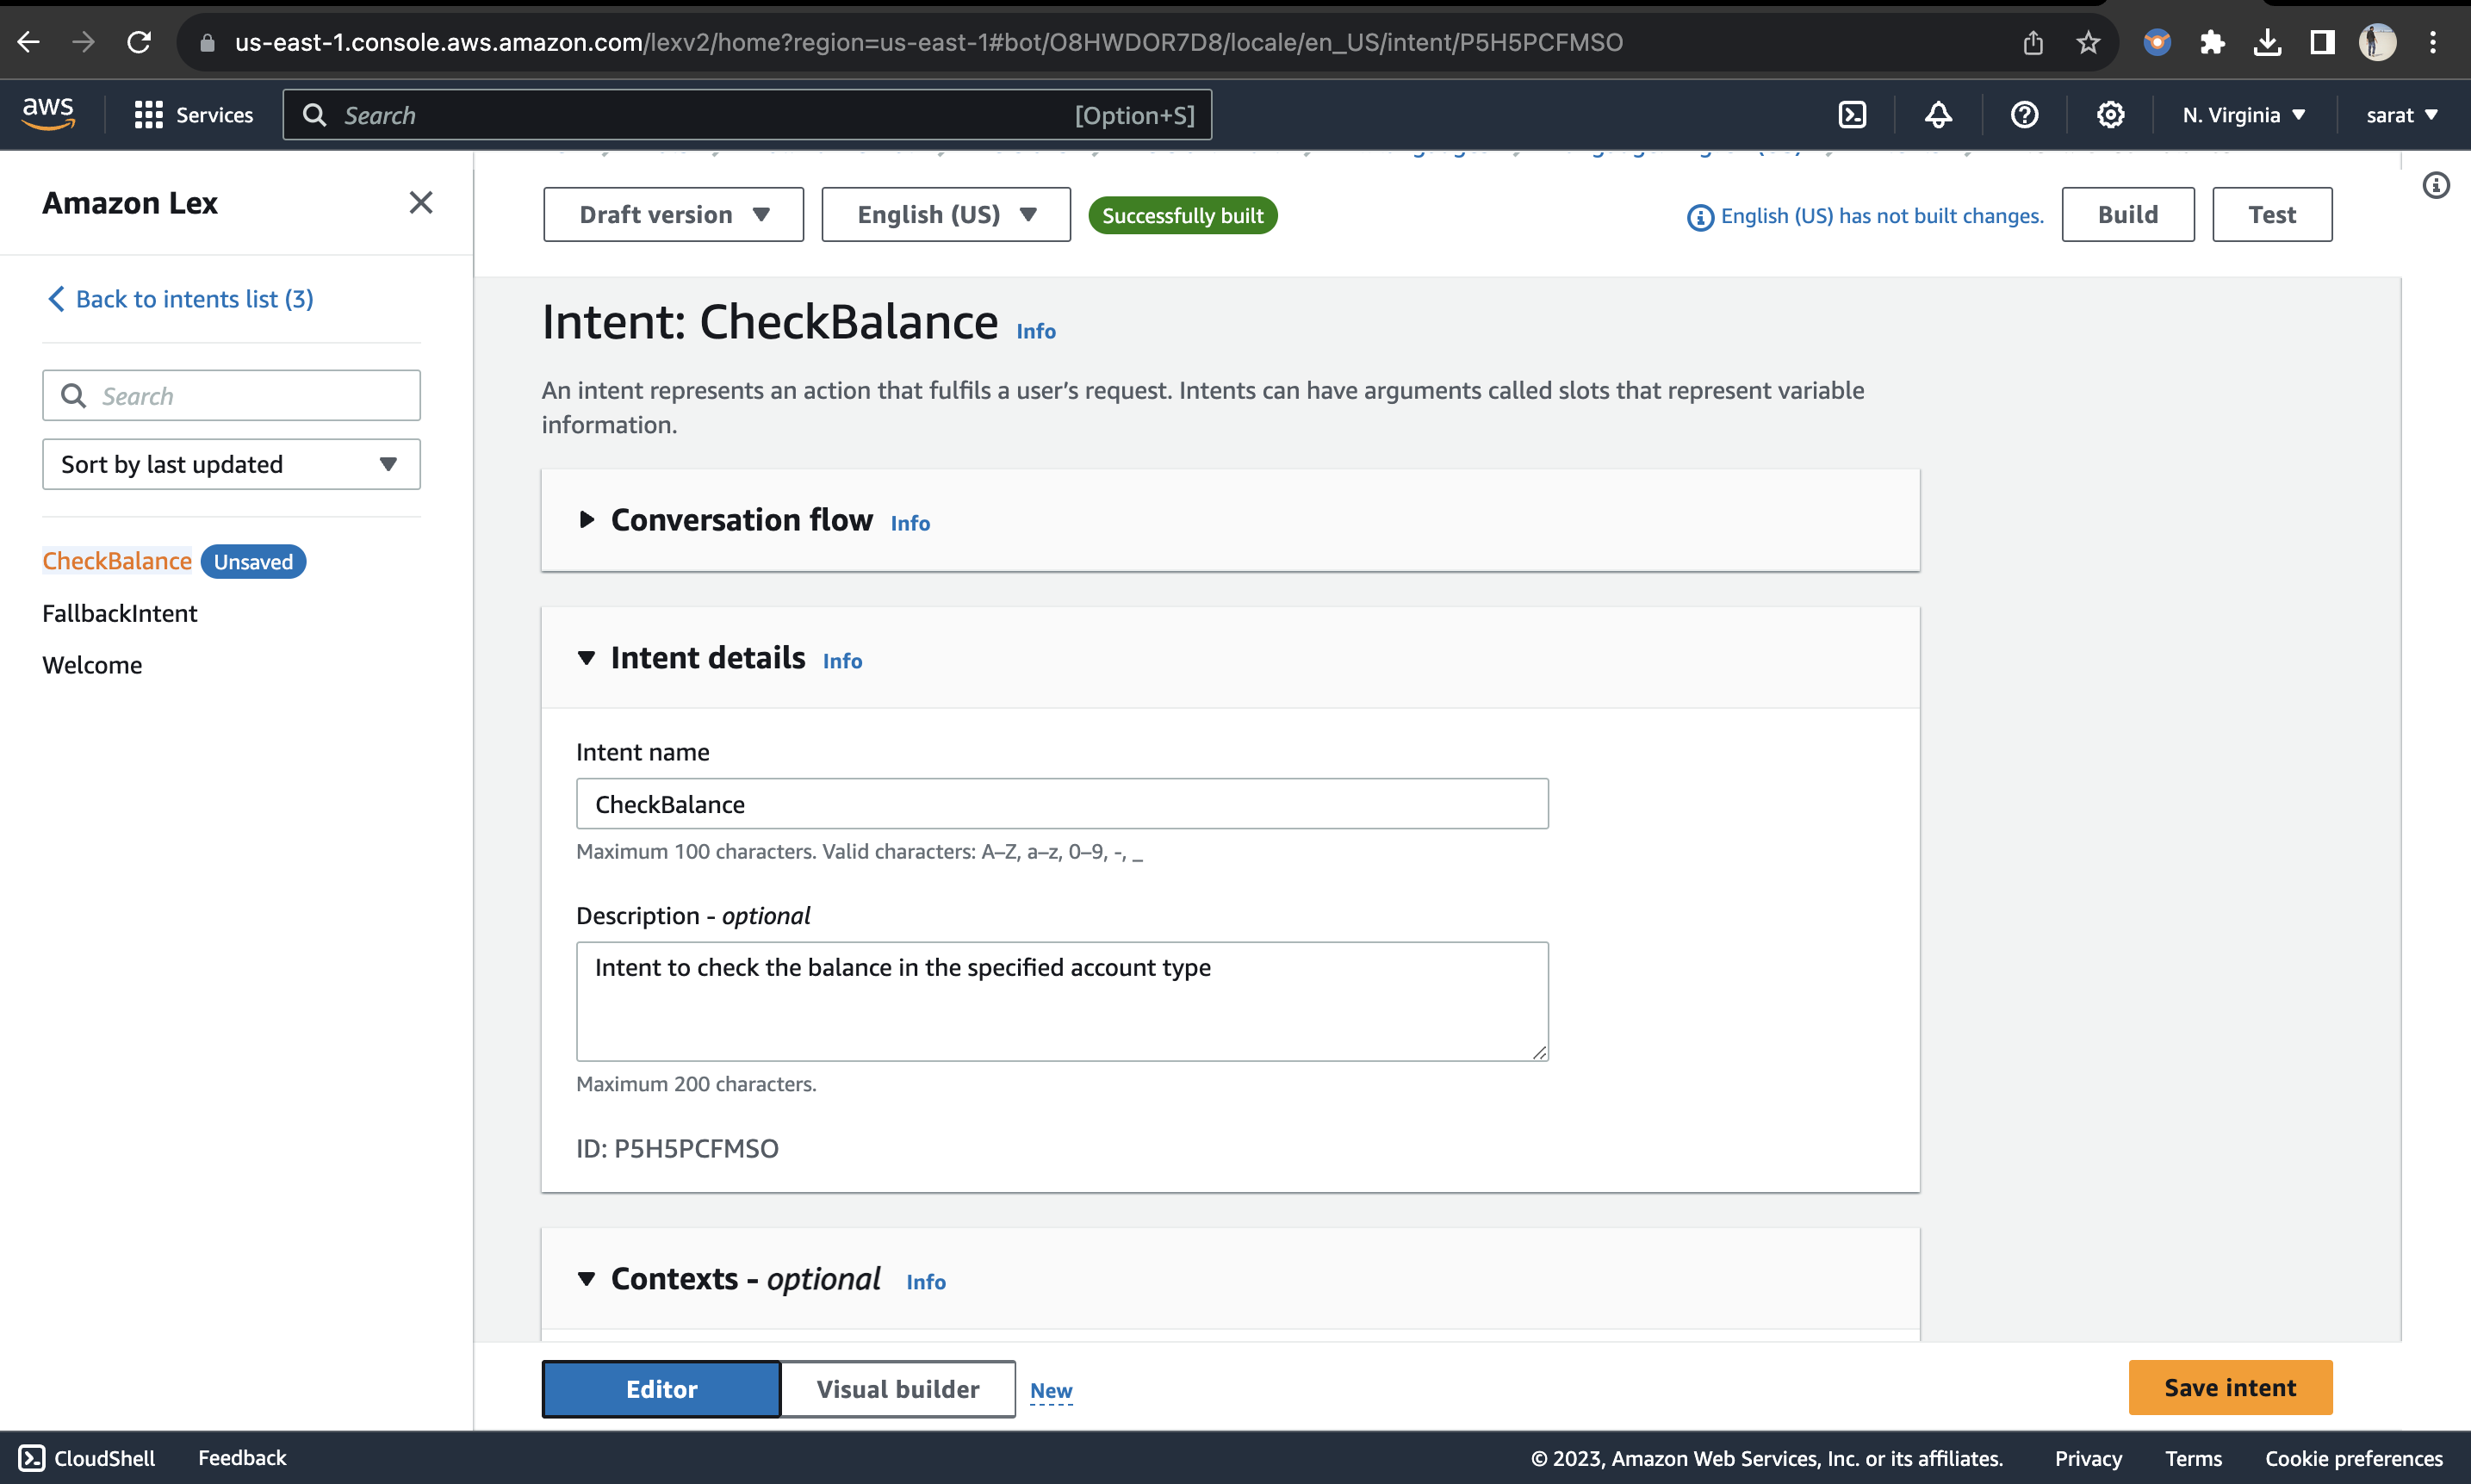 us-east-1.console.aws.amazon.com/lexv2/home?region=us-east-1#bot/O8HWDOR7D8/locale/en_US/intent/P5H5PCFMSO
aws
Services
Search
[Option+S]
N. Virginia
sarat
Amazon Lex
Draft version
English (US)
Successfully built
English (US) has not built changes.
Build
Test
Back to intents list (3)
Search
Sort by last updated
CheckBalance Unsaved
FallbackIntent
Welcome
Intent: CheckBalance Info
An intent represents an action that fulfils a user’s request. Intents can have arguments called slots that represent variable
information.
Conversation flow Info
Intent details Info
Intent name
CheckBalance
Maximum 100 characters. Valid characters: A–Z, a–z, 0–9, -, _
Description - optional
Intent to check the balance in the specified account type
Maximum 200 characters.
ID: P5H5PCFMSO
Contexts - optional Info
Editor
Visual builder
New
Save intent
CloudShell
Feedback
© 2023, Amazon Web Services, Inc. or its affiliates.
Privacy
Terms
Cookie preferences